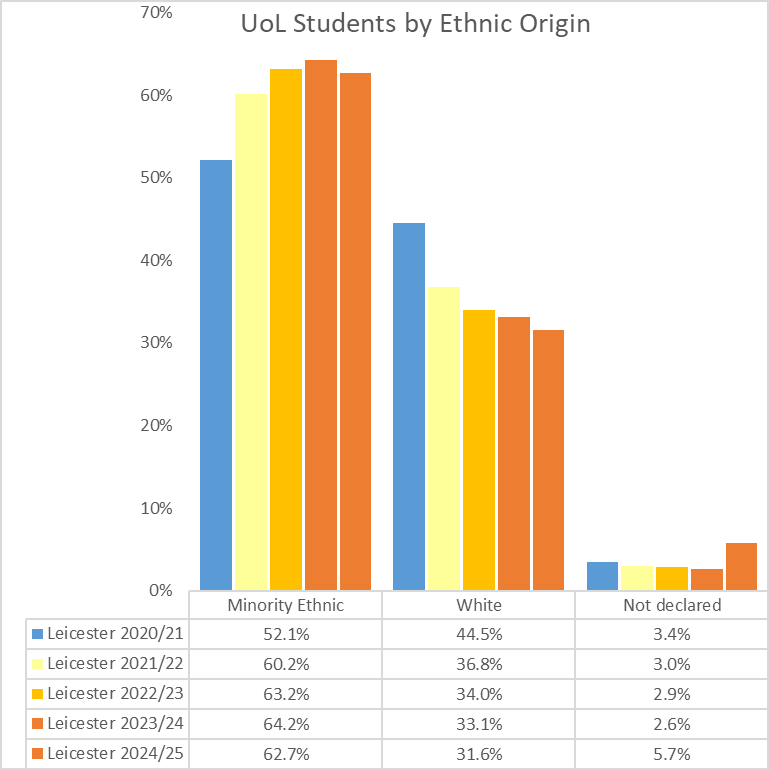 UoL Students by Ethnic Origin
70%
60%
50%
40%
30%
20%
10%
0%
Minority Ethnic White Not declared
Leicester 2020/21 52.1% 44.5% 3.4%
Leicester 2021/22 60.2% 36.8% 3.0%
Leicester 2022/23 63.2% 34.0% 2.9%
Leicester 2023/24 64.2% 33.1% 2.6%
Leicester 2024/25 62.7% 31.6% 5.7%